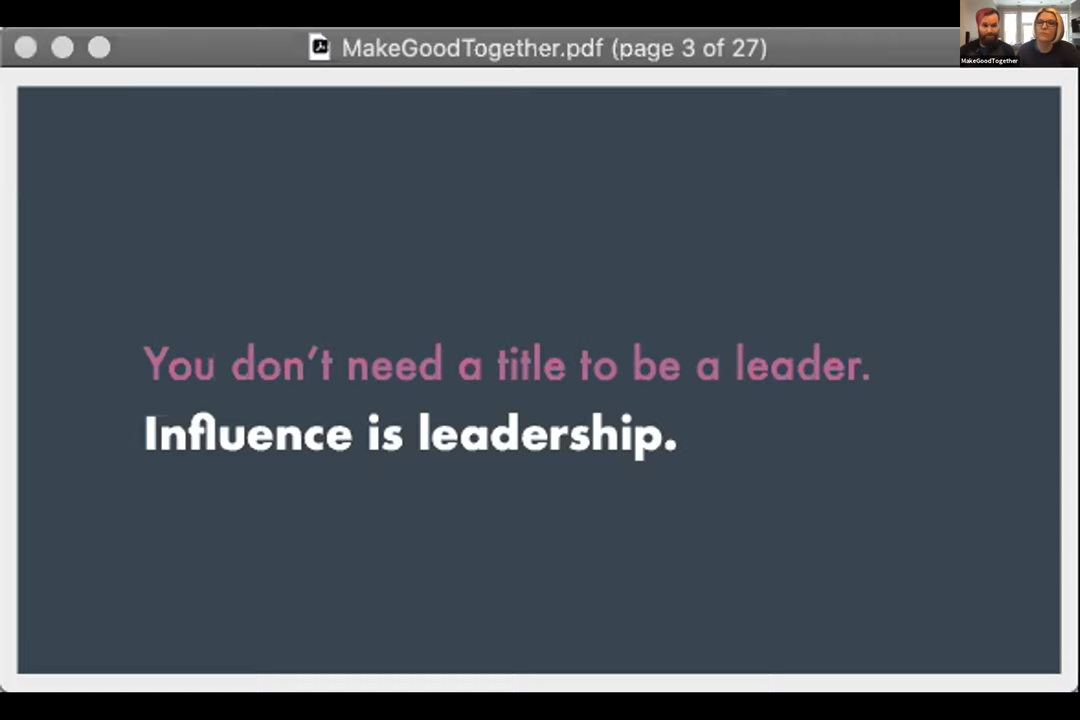 MakeGoodTogether.pdf (page 3 of 27)
MakeGoodTogether
You don’t need a title to be a leader.
Influence is leadership.